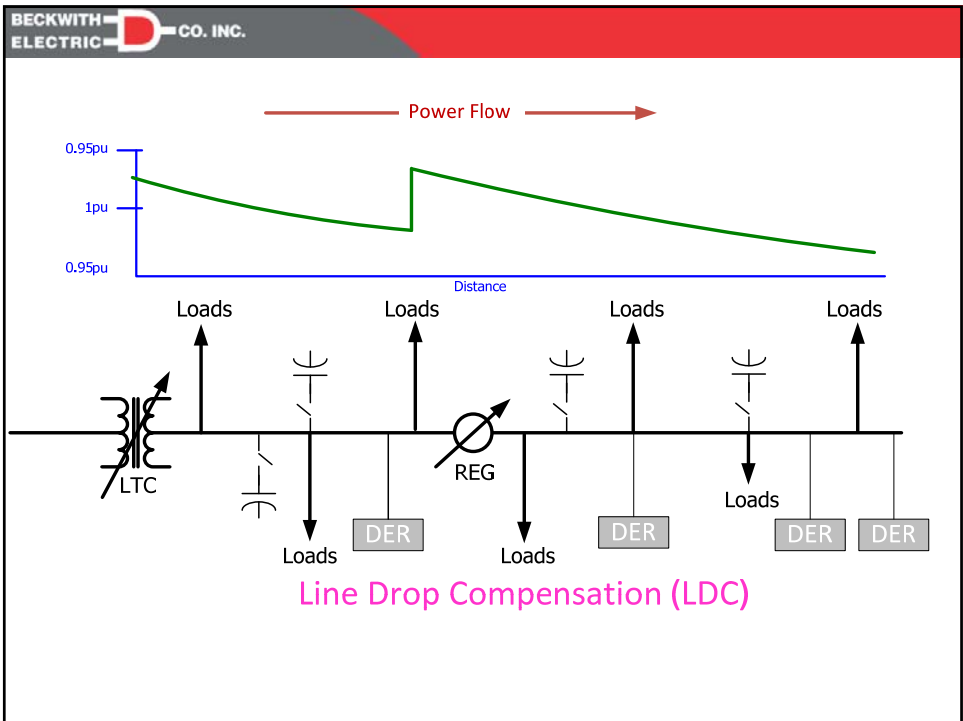 BECKWITH
ELECTRIC
CO. INC.
Power Flow
0.95pu
1pu
0.95pu
Distance
Loads
Loads
Loads
Loads
LTC
REG
Loads
DER
Loads
DER
Loads
DER
DER
Line Drop Compensation (LDC)